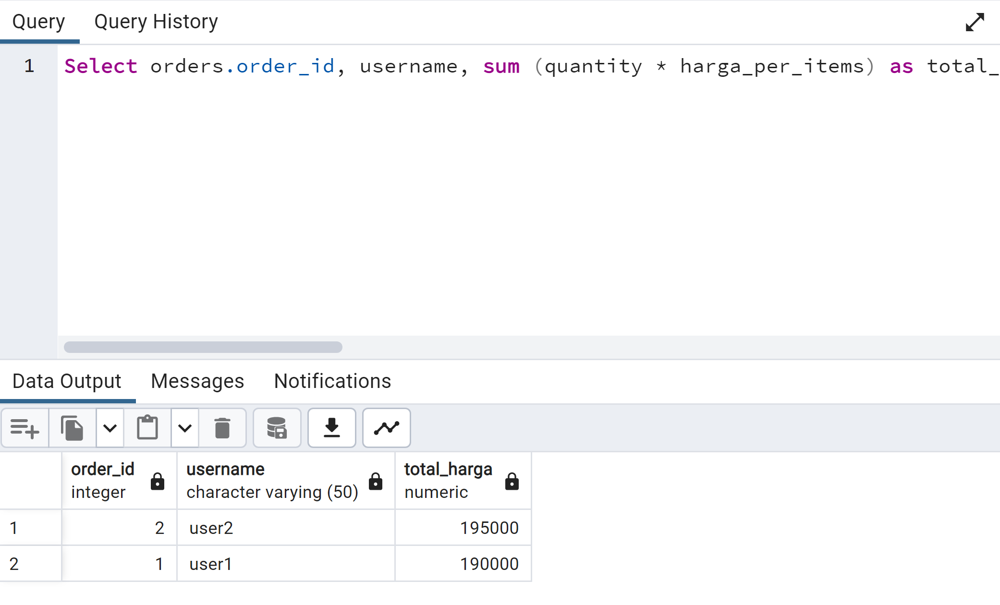 Query Query History
1 Select orders.order_id, username, sum (quantity * harga_per_items) as total_
Data Output Messages Notifications
order_id username total_harga
integer character varying (50) numeric
1 2 user2 195000
2 1 user1 190000